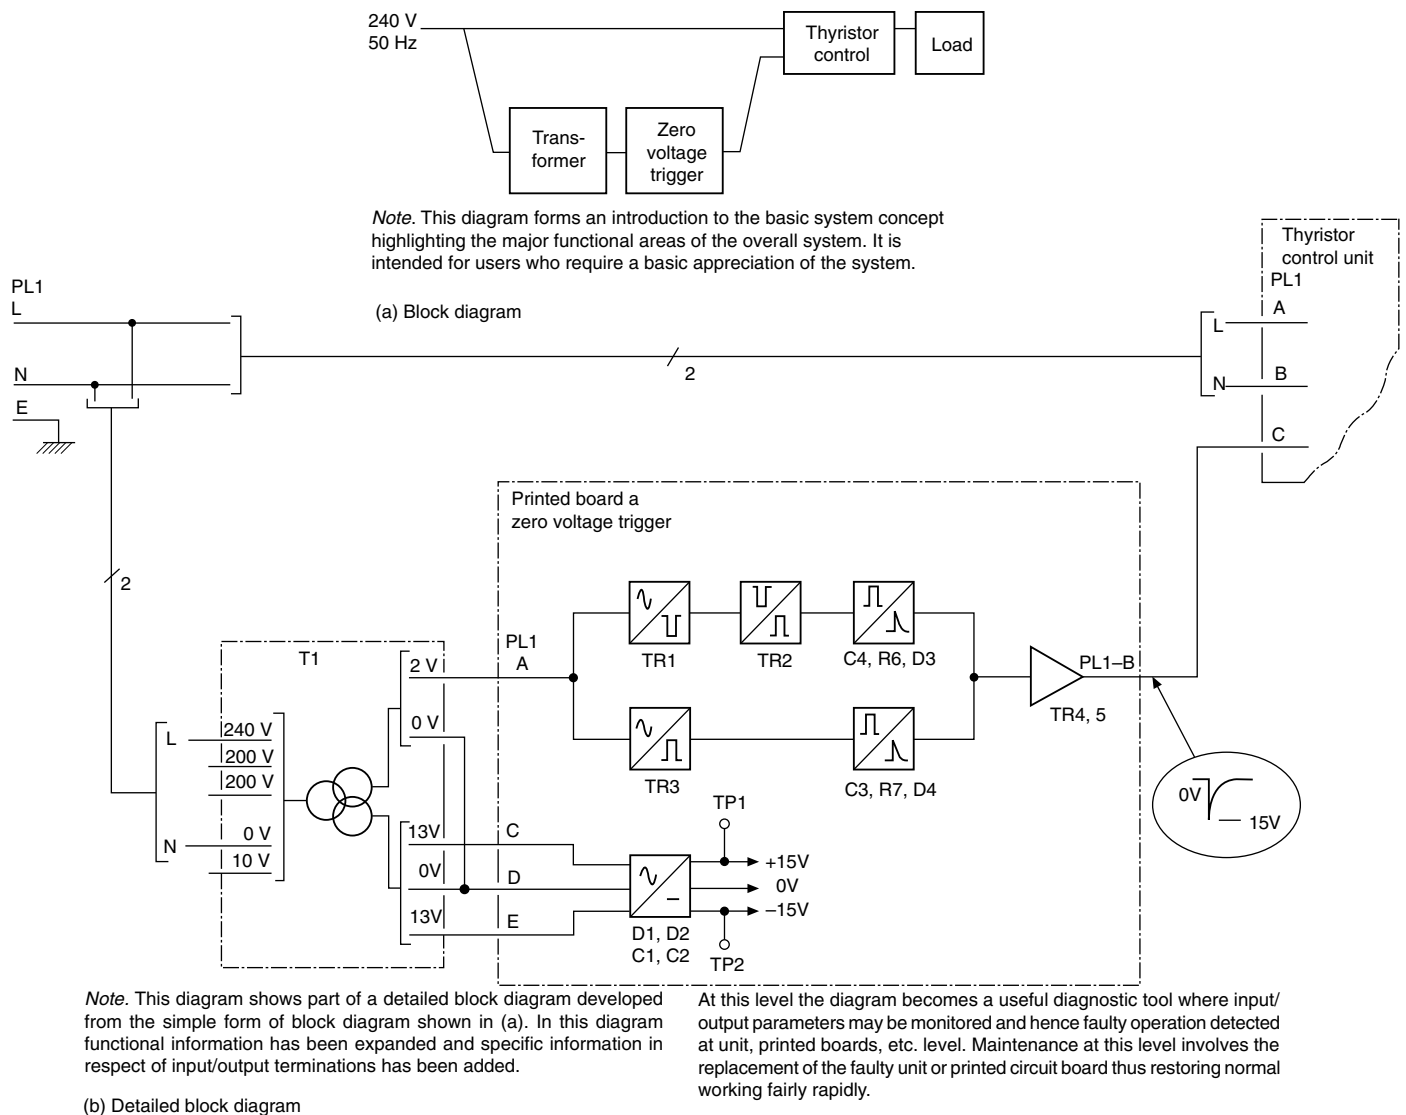 240 V
50 Hz
Thyristor
control
Load
Trans-
former
Zero
voltage
trigger
Note. This diagram forms an introduction to the basic system concept
highlighting the major functional areas of the overall system. It is
intended for users who require a basic appreciation of the system.
(a) Block diagram
Thyristor
control unit
PL1
A
B
C
L
N
PL1
L
N
E
2
2
Printed board a
zero voltage trigger
PL1
A
TR1
TR2
C4, R6, D3
PL1–B
TR4, 5
TR3
C3, R7, D4
0V
15V
T1
2 V
0 V
L
240 V
200 V
200 V
N
0 V
10 V
13V
0V
13V
C
D
E
TP1
+15V
0V
–15V
D1, D2
C1, C2
TP2
Note. This diagram shows part of a detailed block diagram developed
from the simple form of block diagram shown in (a). In this diagram
functional information has been expanded and specific information in
respect of input/output terminations has been added.
At this level the diagram becomes a useful diagnostic tool where input/
output parameters may be monitored and hence faulty operation detected
at unit, printed boards, etc. level. Maintenance at this level involves the
replacement of the faulty unit or printed circuit board thus restoring normal
working fairly rapidly.
(b) Detailed block diagram